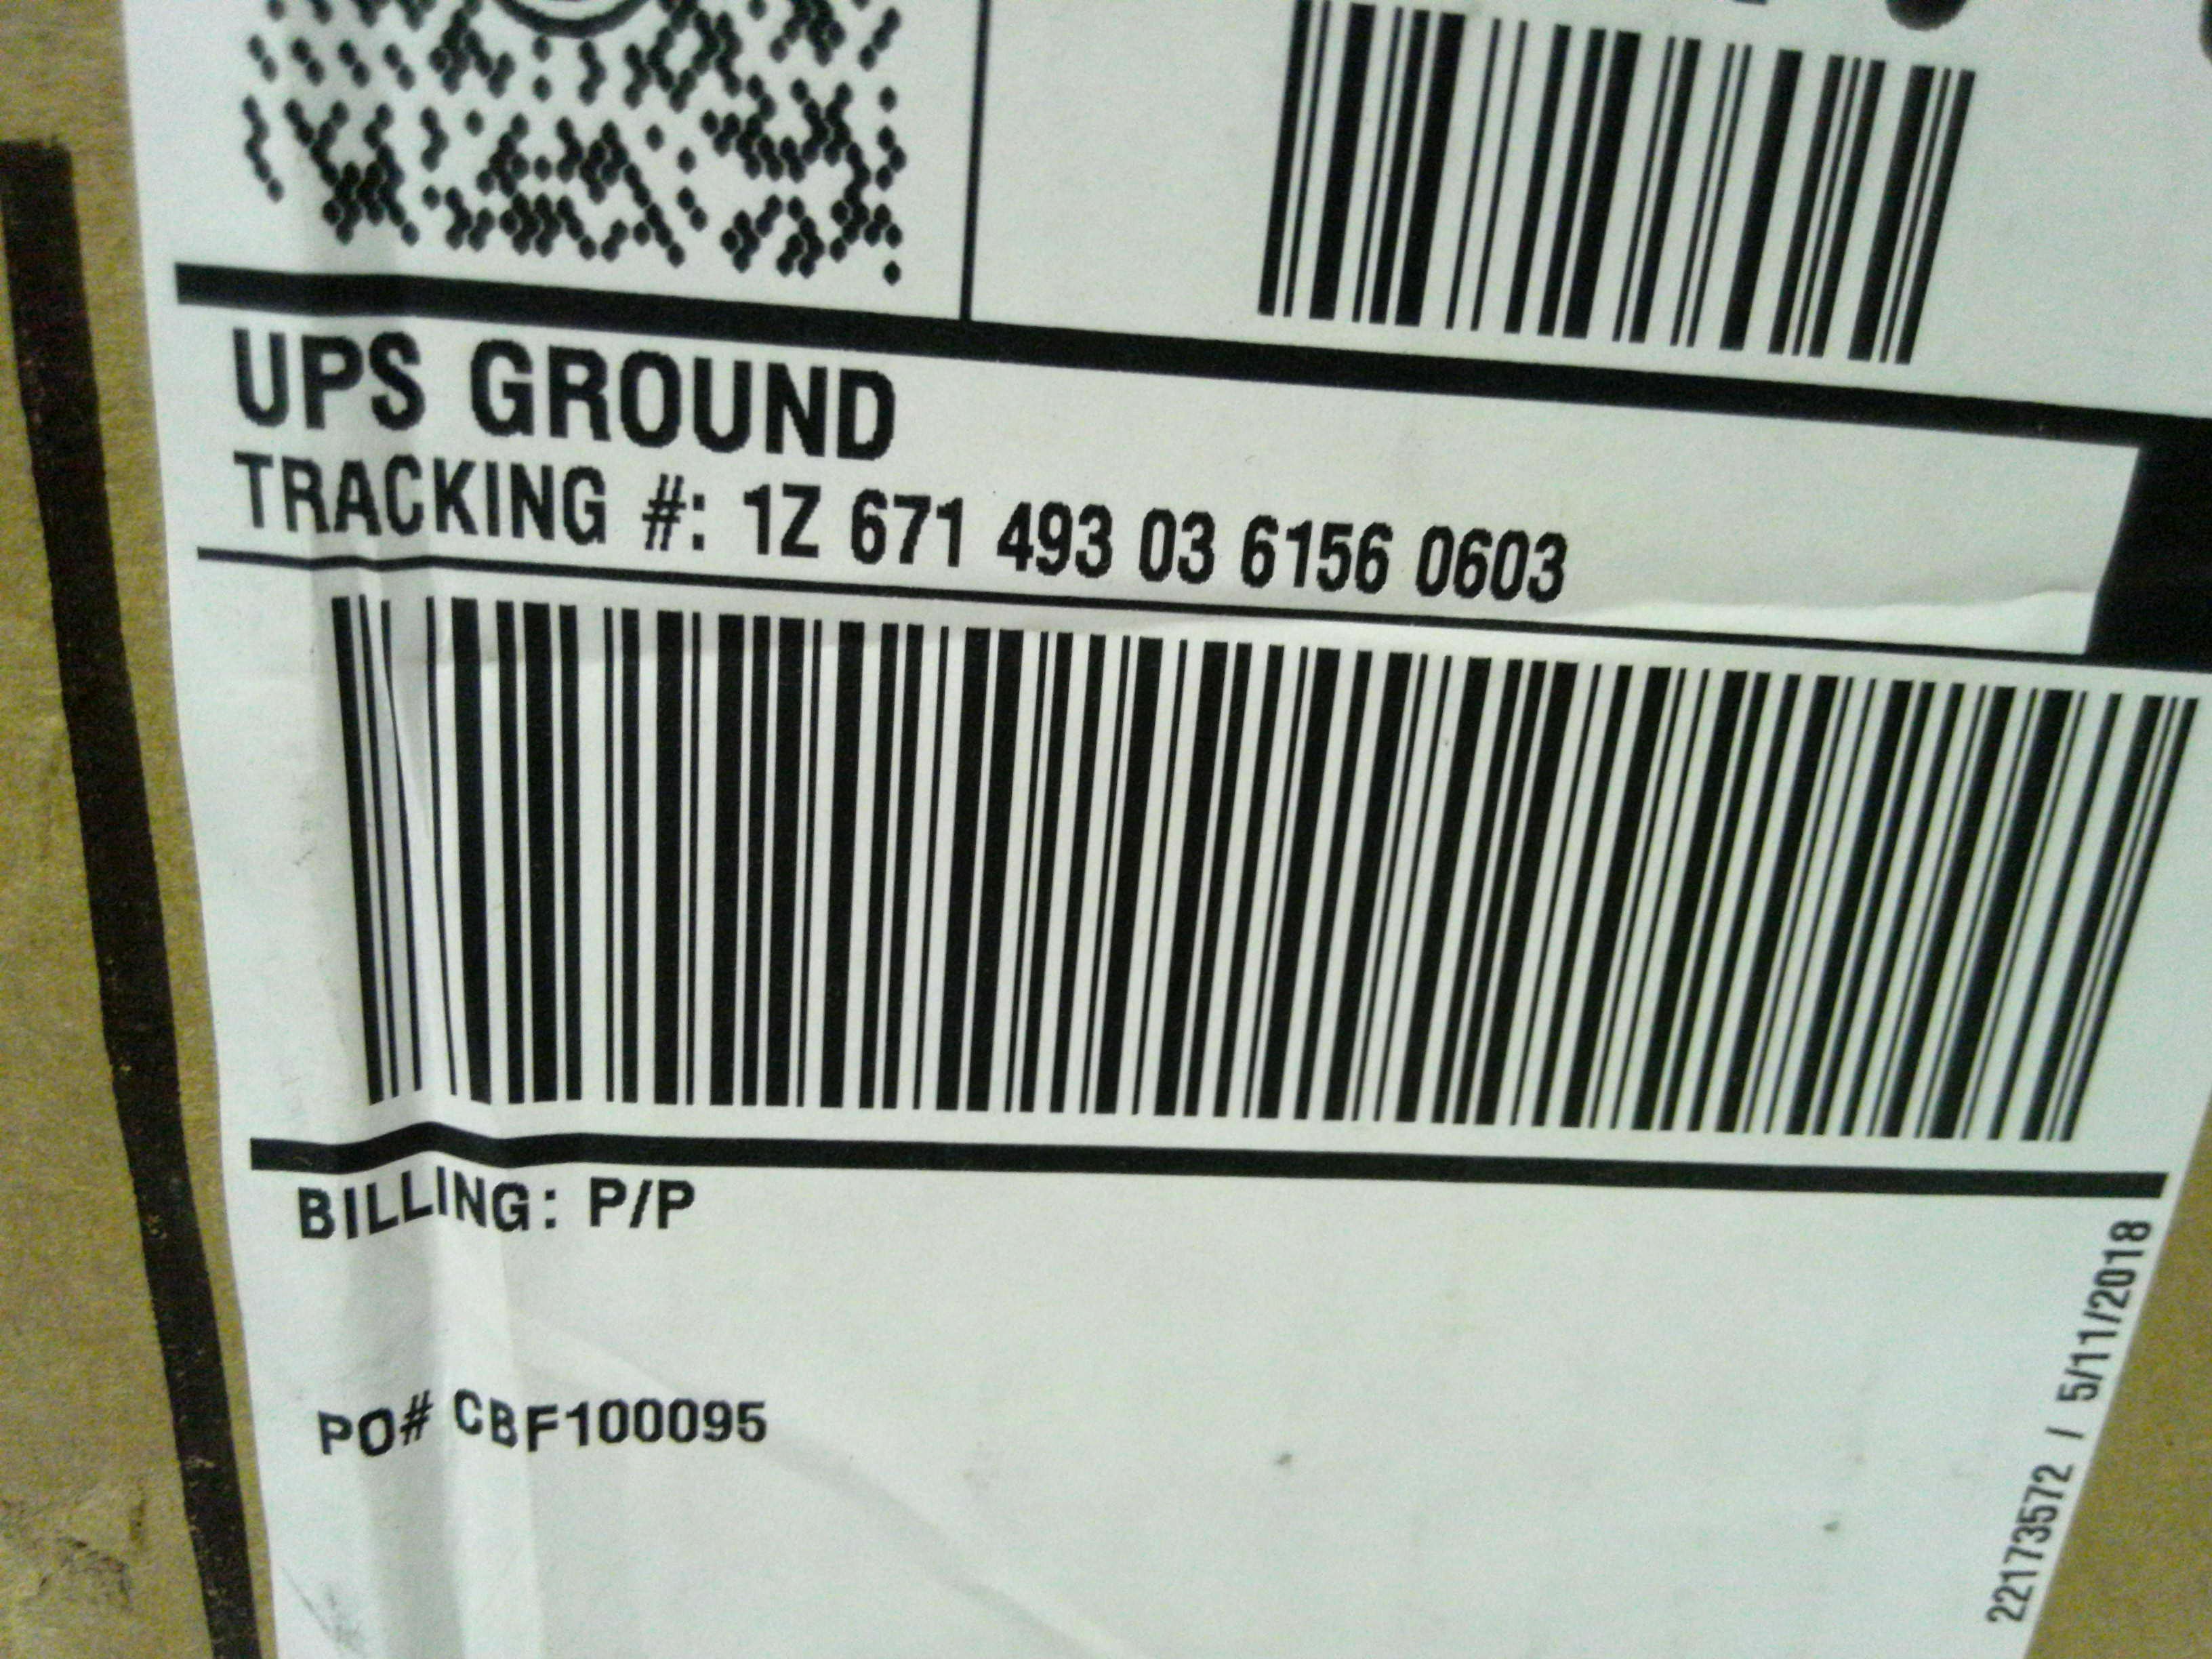 UPS GROUND
TRACKING #: 1Z 671 493 03 6156 0603
BILLING: P/P
PO# CBF100095
22173572 / 5/11/2018